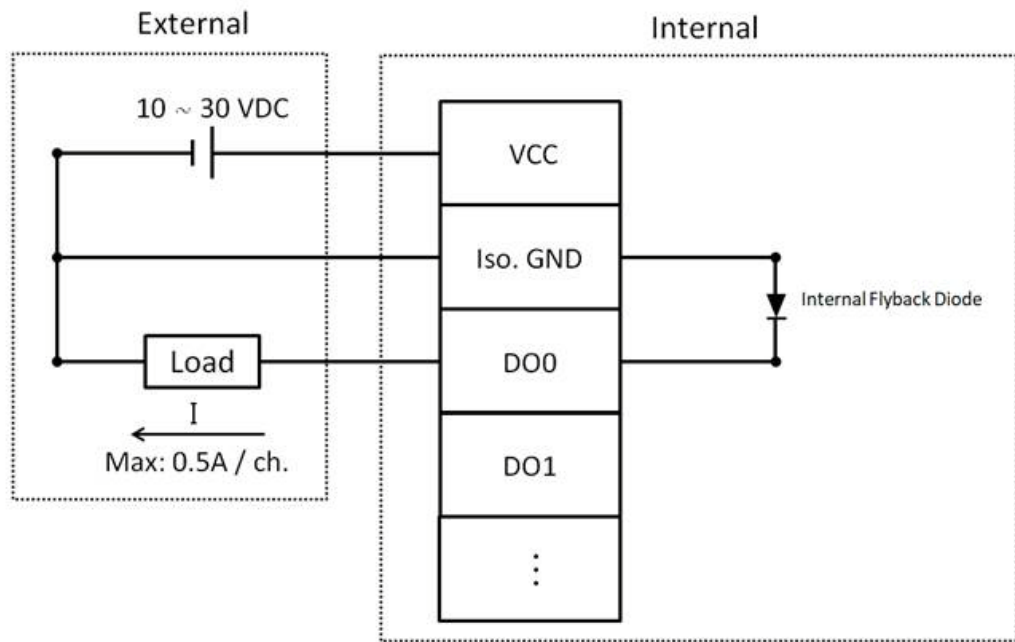 External
Internal
10 ~ 30 VDC
VCC
Iso. GND
Internal Flyback Diode
Load
DO0
I
Max: 0.5A / ch.
DO1
⋮